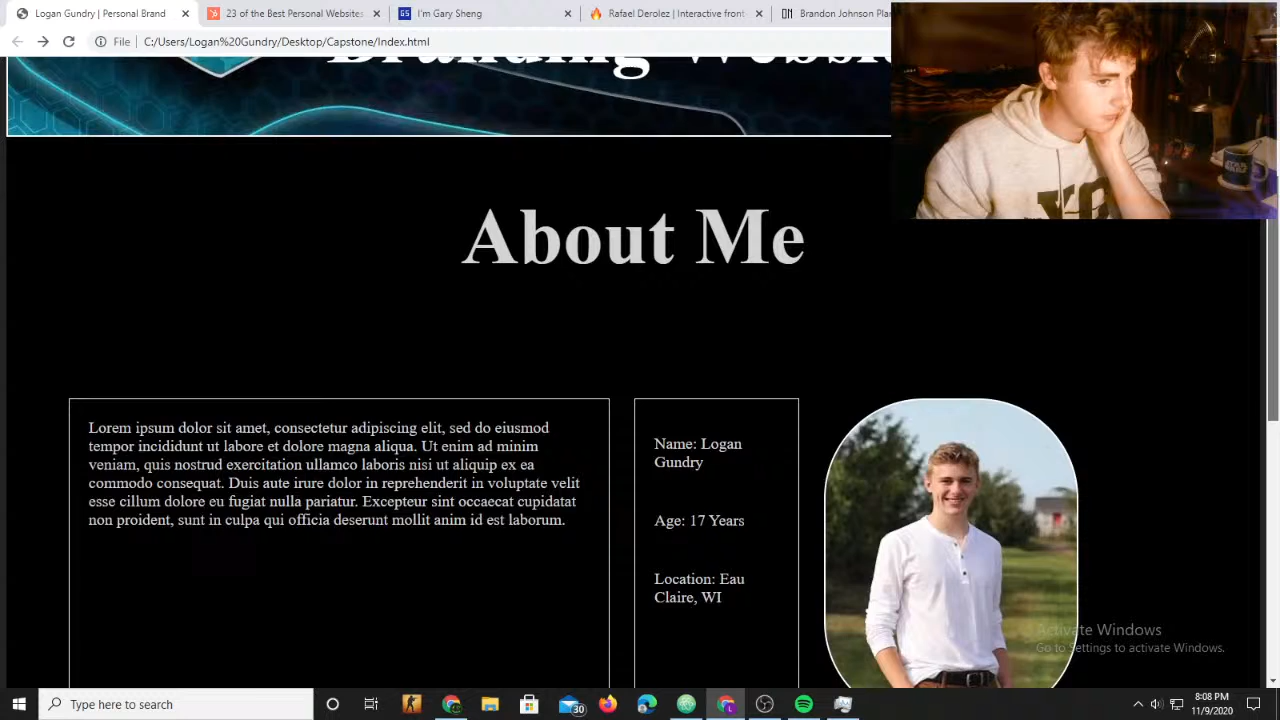 Logan Gundry | Personal Brand
23 of the Best Personal Websites
I'm Gary Sheng
Rafael Derolez | Interactive front-
Brandon Johnson Plan
File
C:/Users/Logan%20Gundry/Desktop/Capstone/Index.html
STAR
WARS
About Me
Lorem ipsum dolor sit amet, consectetur adipiscing elit, sed do eiusmod
tempor incididunt ut labore et dolore magna aliqua. Ut enim ad minim
veniam, quis nostrud exercitation ullamco laboris nisi ut aliquip ex ea
commodo consequat. Duis aute irure dolor in reprehenderit in voluptate velit
esse cillum dolore eu fugiat nulla pariatur. Excepteur sint occaecat cupidatat
non proident, sunt in culpa qui officia deserunt mollit anim id est laborum.
Name: Logan
Gundry
Age: 17 Years
Location: Eau
Claire, WI
Activate Windows
Go to Settings to activate Windows.
Type here to search
30
8:08 PM
11/9/2020